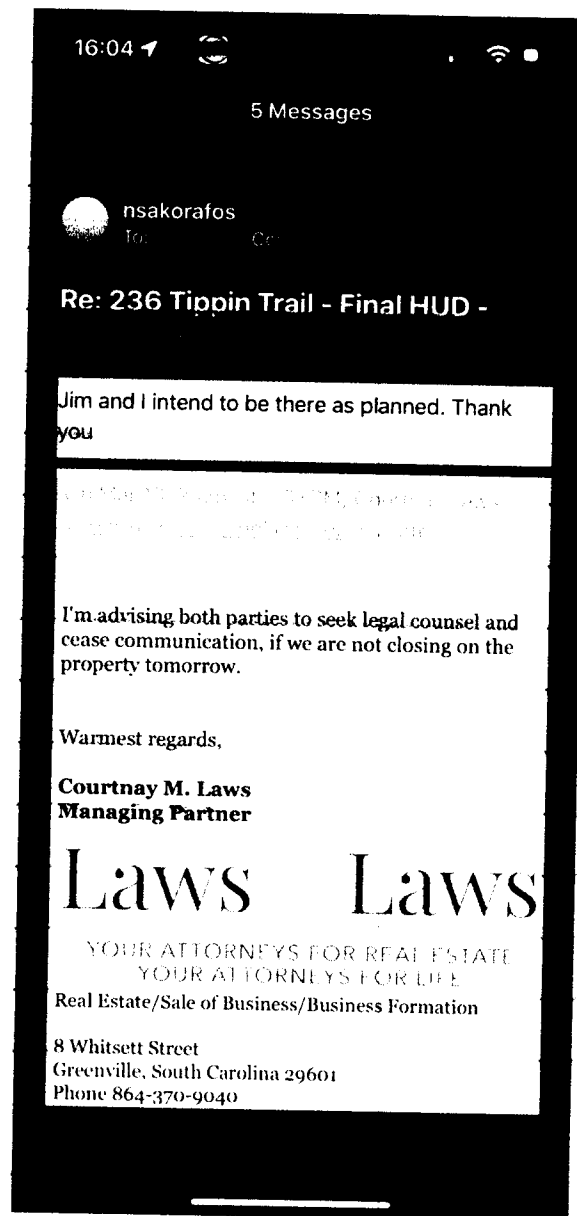 16:04
5 Messages
nsakorafos
To: Cc:
Re: 236 Tippin Trail - Final HUD -
Jim and I intend to be there as planned. Thank
you
I'm advising both parties to seek legal counsel and
cease communication, if we are not closing on the
property tomorrow.
Warmest regards,
Courtnay M. Laws
Managing Partner
Laws Laws
YOUR ATTORNEYS FOR REAL ESTATE
YOUR ATTORNEYS FOR LIFE
Real Estate/Sale of Business/Business Formation
8 Whitsett Street
Greenville, South Carolina 29601
Phone 864-370-9040